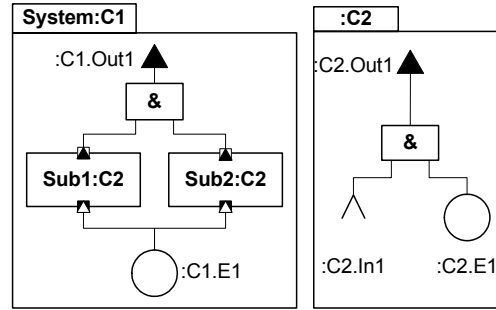 System:C1
:C1.Out1
&
Sub1:C2
Sub2:C2
:C1.E1
:C2
:C2.Out1
&
:C2.In1
:C2.E1